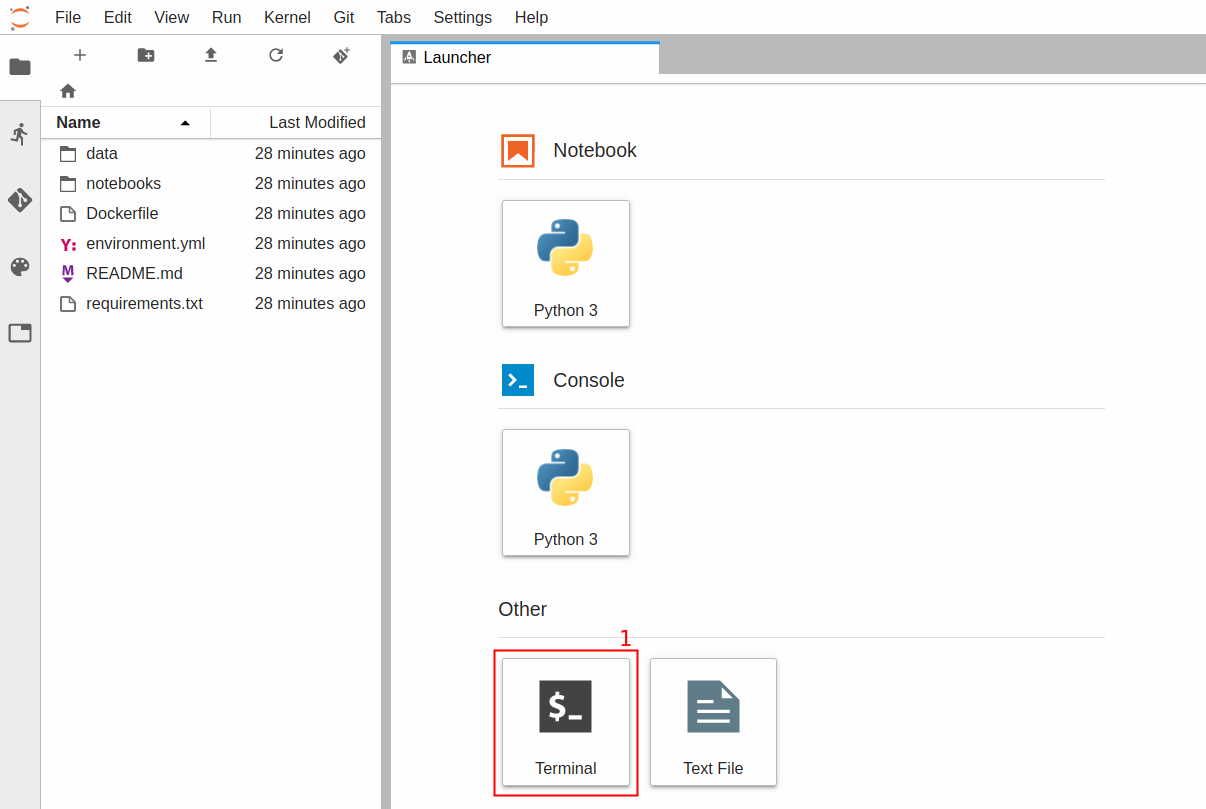 File Edit View Run Kernel Git Tabs Settings Help
Launcher
Name Last Modified
data 28 minutes ago
notebooks 28 minutes ago
Dockerfile 28 minutes ago
Y: environment.yml 28 minutes ago
M README.md 28 minutes ago
requirements.txt 28 minutes ago
Notebook
Python 3
Console
Python 3
Other
1
$_
Terminal Text File